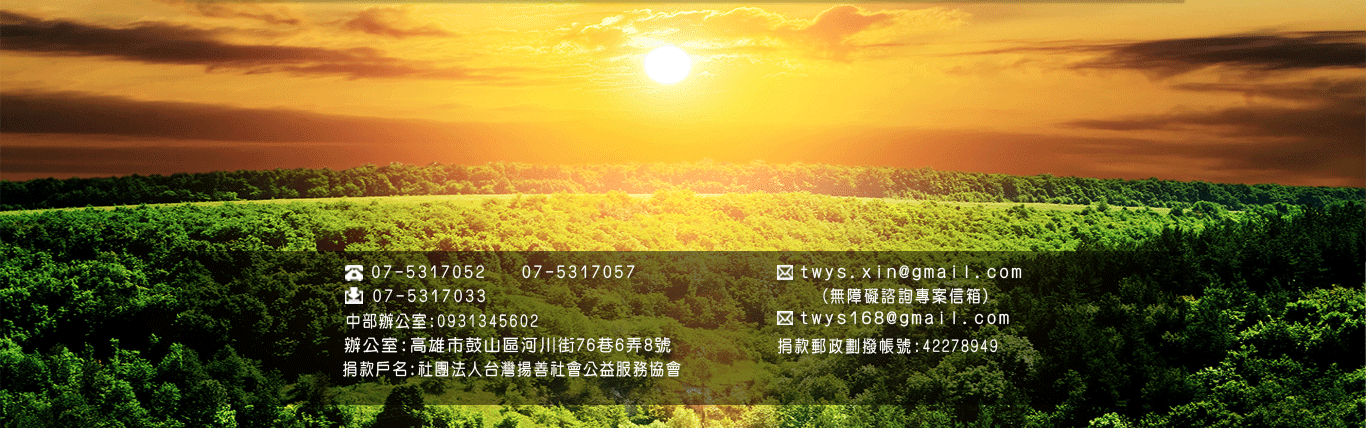 07-5317052 07-5317057
07-5317033
中部辦公室:0931345602
辦公室:高雄市鼓山區河川街76巷6弄8號
捐款戶名:社團法人台灣揚善社會公益服務協會
twys.xin@gmail.com
(無障礙諮詢專案信箱)
twys168@gmail.com
捐款郵政劃撥帳號:42278949